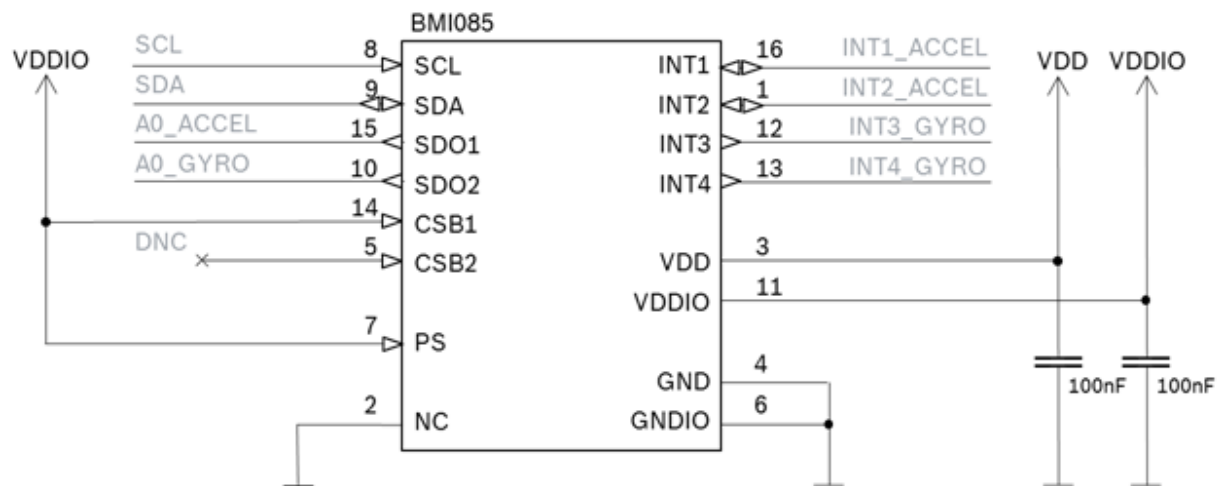 BMI085
VDDIO
SCL
8
SCL
SDA
9
SDA
A0_ACCEL
15
SDO1
A0_GYRO
10
SDO2
14
CSB1
DNC
5
CSB2
7
PS
2
NC
INT1
16
INT1_ACCEL
INT2
1
INT2_ACCEL
INT3
12
INT3_GYRO
INT4
13
INT4_GYRO
VDD
3
VDDIO
11
GND
4
GNDIO
6
VDD
VDDIO
100nF
100nF